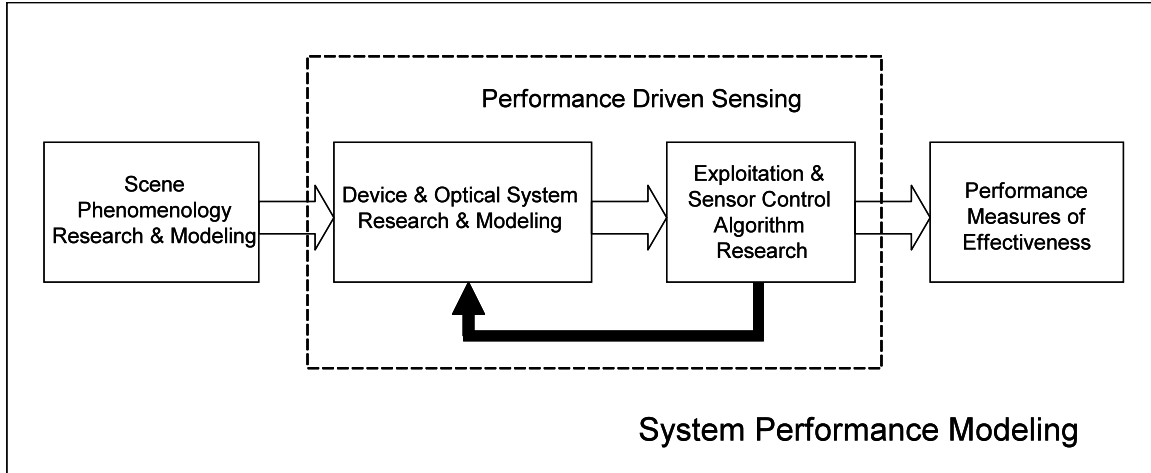 Performance Driven Sensing
Scene
Phenomenology
Research & Modeling
Device & Optical System
Research & Modeling
Exploitation &
Sensor Control
Algorithm
Research
Performance
Measures of
Effectiveness
System Performance Modeling